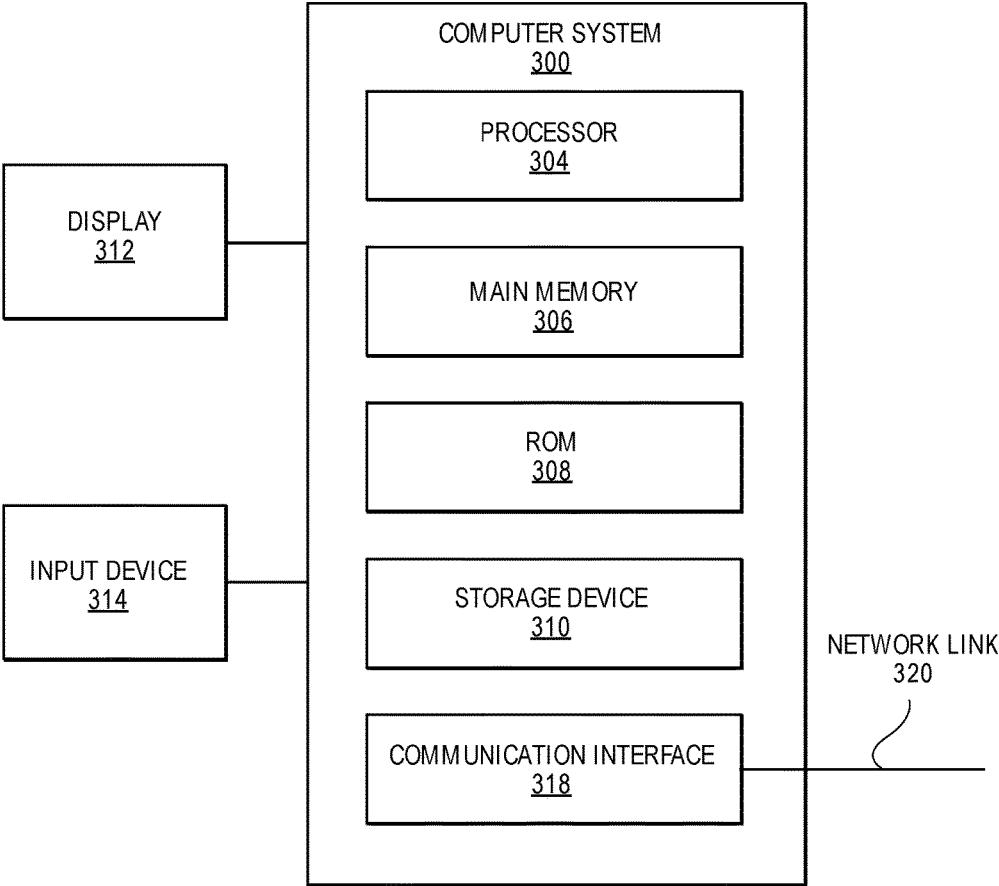 COMPUTER SYSTEM
300
PROCESSOR
304
DISPLAY
312
MAIN MEMORY
306
ROM
308
INPUT DEVICE
314
STORAGE DEVICE
310
NETWORK LINK
320
COMMUNICATION INTERFACE
318